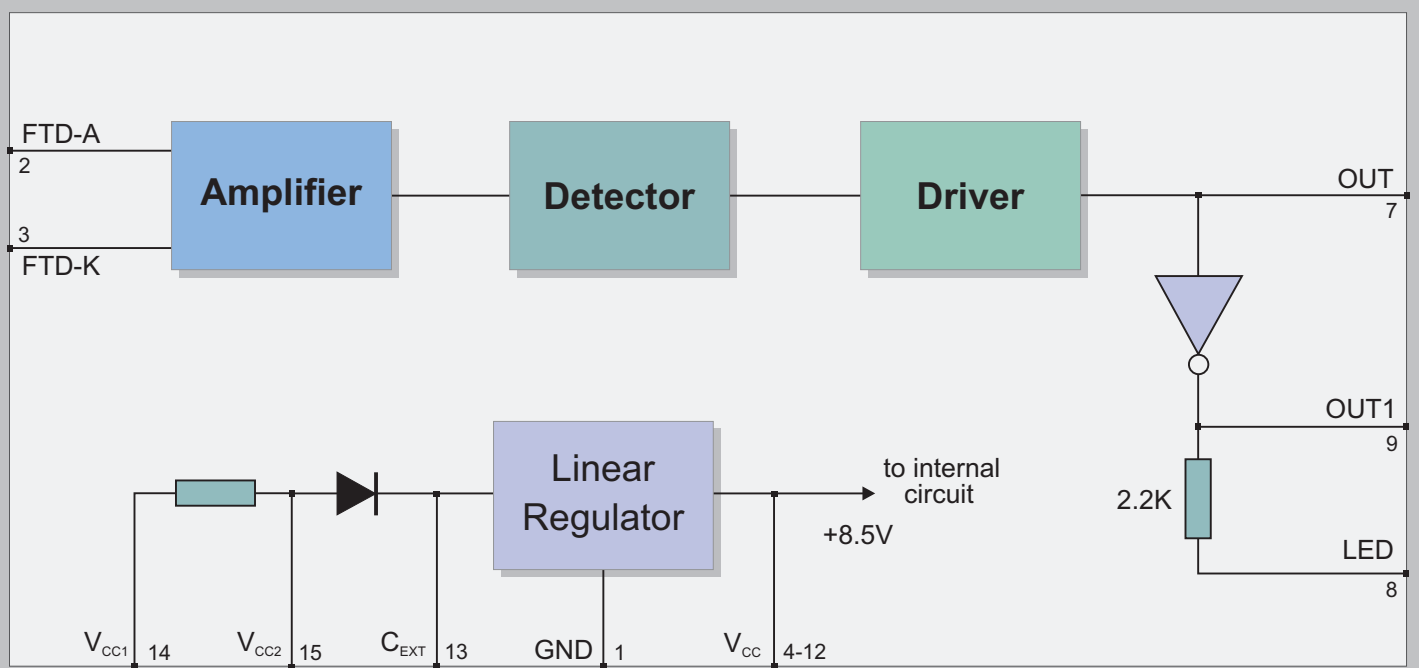 FTD-A
2
Amplifier
Detector
Driver
OUT
7
3
FTD-K
OUT1
9
Linear
Regulator
to internal
circuit
+8.5V
2.2K
LED
8
VCC1 14
VCC2 15
CEXT 13
GND 1
VCC 4-12